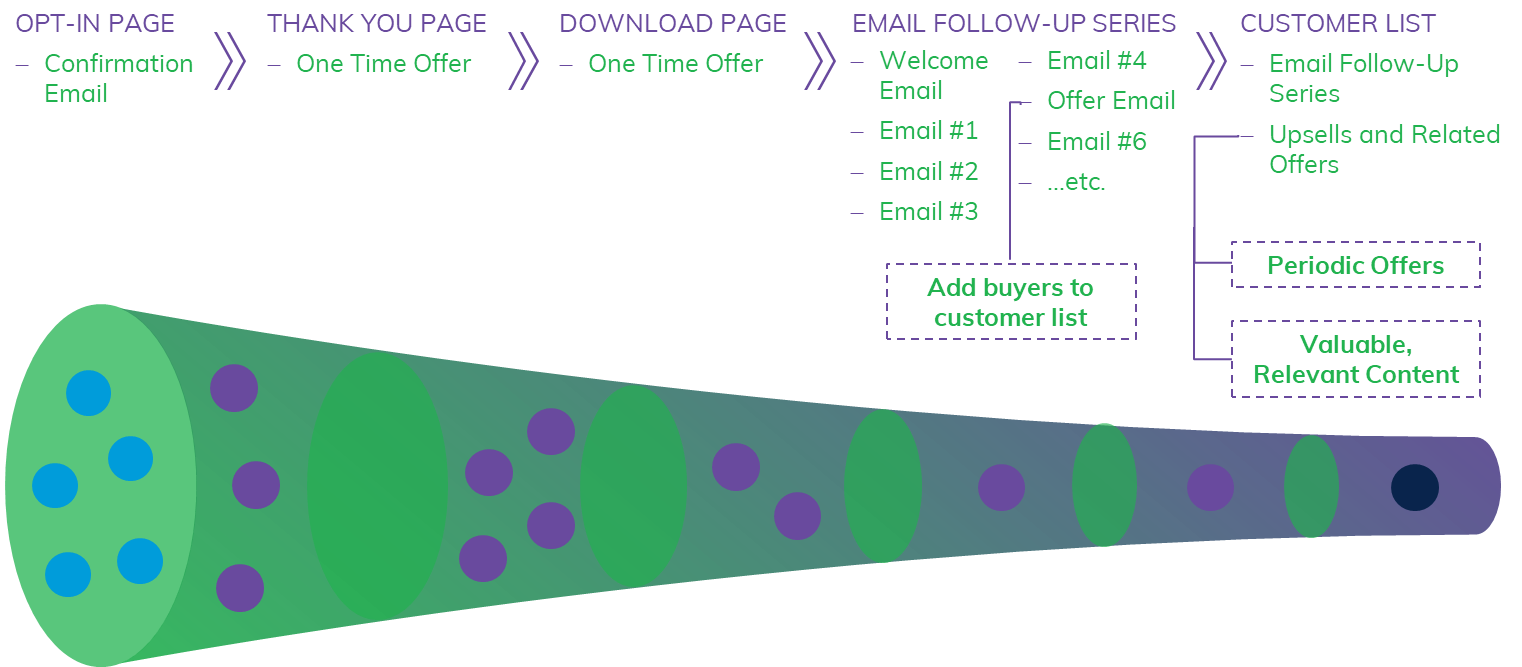 OPT-IN PAGE
– Confirmation
Email
THANK YOU PAGE
– One Time Offer
DOWNLOAD PAGE
– One Time Offer
EMAIL FOLLOW-UP SERIES
– Welcome
Email
– Email #1
– Email #2
– Email #3
– Email #4
– Offer Email
– Email #6
– ...etc.
Add buyers to
customer list
CUSTOMER LIST
– Email Follow-Up
Series
– Upsells and Related
Offers
Periodic Offers
Valuable,
Relevant Content